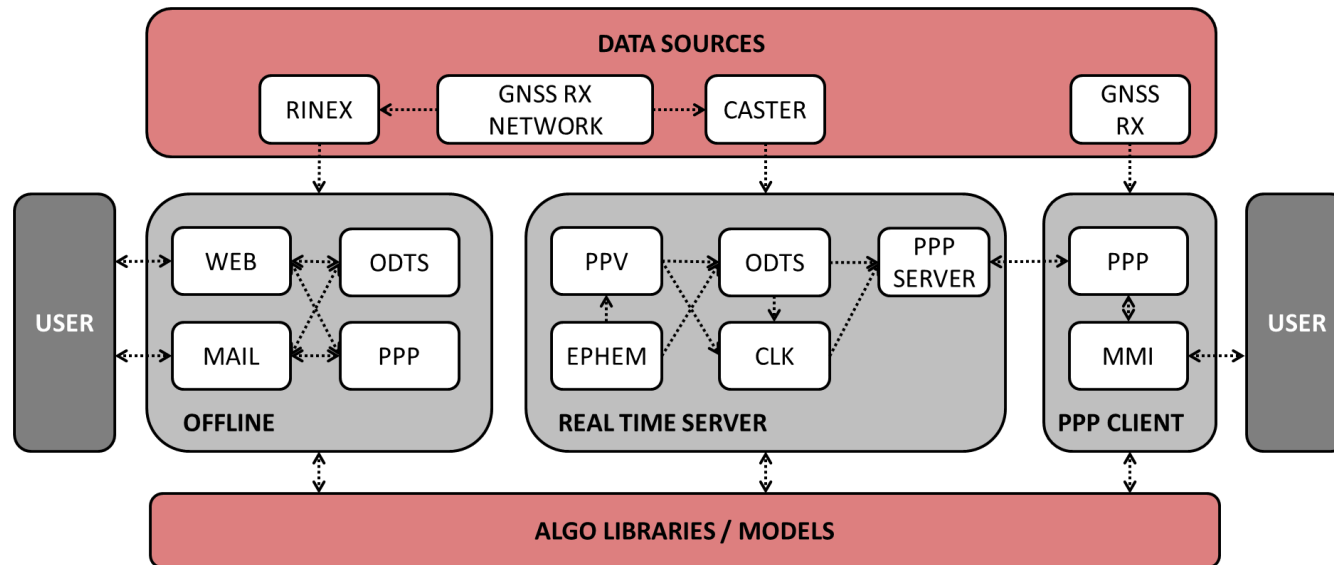 DATA SOURCES
RINEX
GNSS RX
NETWORK
CASTER
GNSS
RX
USER
WEB
ODTS
MAIL
PPP
OFFLINE
PPV
ODTS
PPP
SERVER
EPHEM
CLK
REAL TIME SERVER
PPP
MMI
PPP CLIENT
USER
ALGO LIBRARIES / MODELS